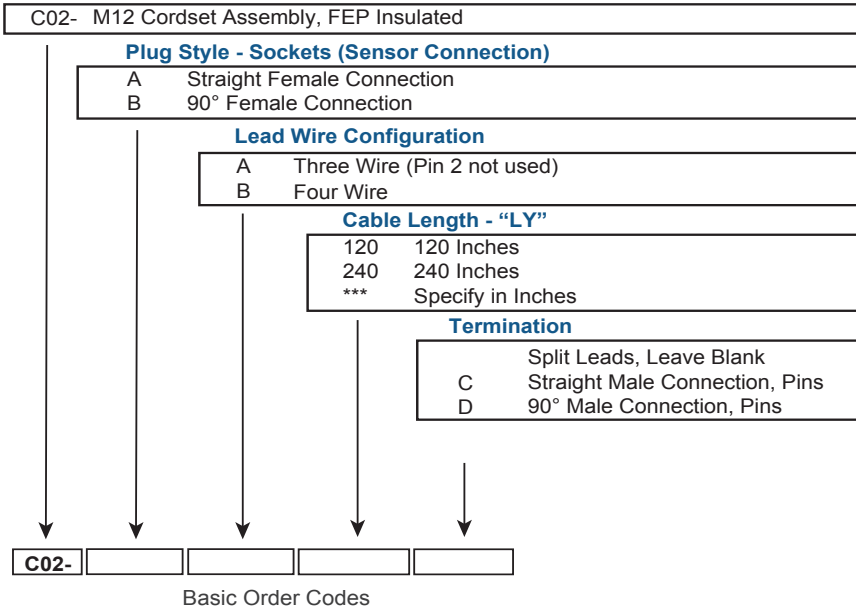 C02- M12 Cordset Assembly, FEP Insulated
Plug Style - Sockets (Sensor Connection)
A Straight Female Connection
B 90° Female Connection
Lead Wire Configuration
A Three Wire (Pin 2 not used)
B Four Wire
Cable Length - “LY”
120 120 Inches
240 240 Inches
*** Specify in Inches
Termination
Split Leads, Leave Blank
C Straight Male Connection, Pins
D 90° Male Connection, Pins
C02-
Basic Order Codes